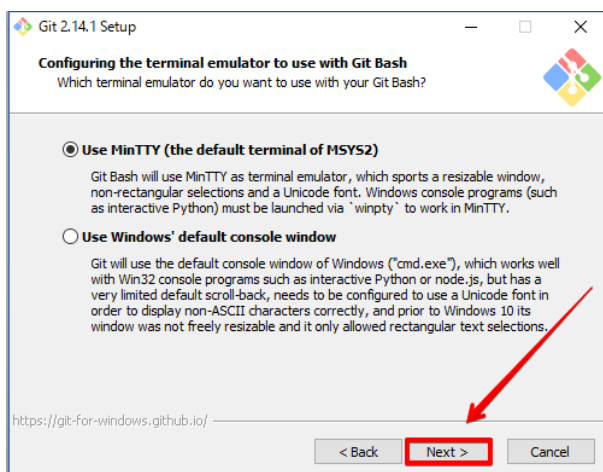 Git 2.14.1 Setup
Configuring the terminal emulator to use with Git Bash
Which terminal emulator do you want to use with your Git Bash?
Use MinTTY (the default terminal of MSYS2)
Git Bash will use MinTTY as terminal emulator, which sports a resizable window,
non-rectangular selections and a Unicode font. Windows console programs (such
as interactive Python) must be launched via `winpty' to work in MinTTY.
Use Windows' default console window
Git will use the default console window of Windows ("cmd.exe"), which works well
with Win32 console programs such as interactive Python or node.js, but has a
very limited default scroll-back, needs to be configured to use a Unicode font in
order to display non-ASCII characters correctly, and prior to Windows 10 its
window was not freely resizable and it only allowed rectangular text selections.
https://git-for-windows.github.io/
< Back Next > Cancel